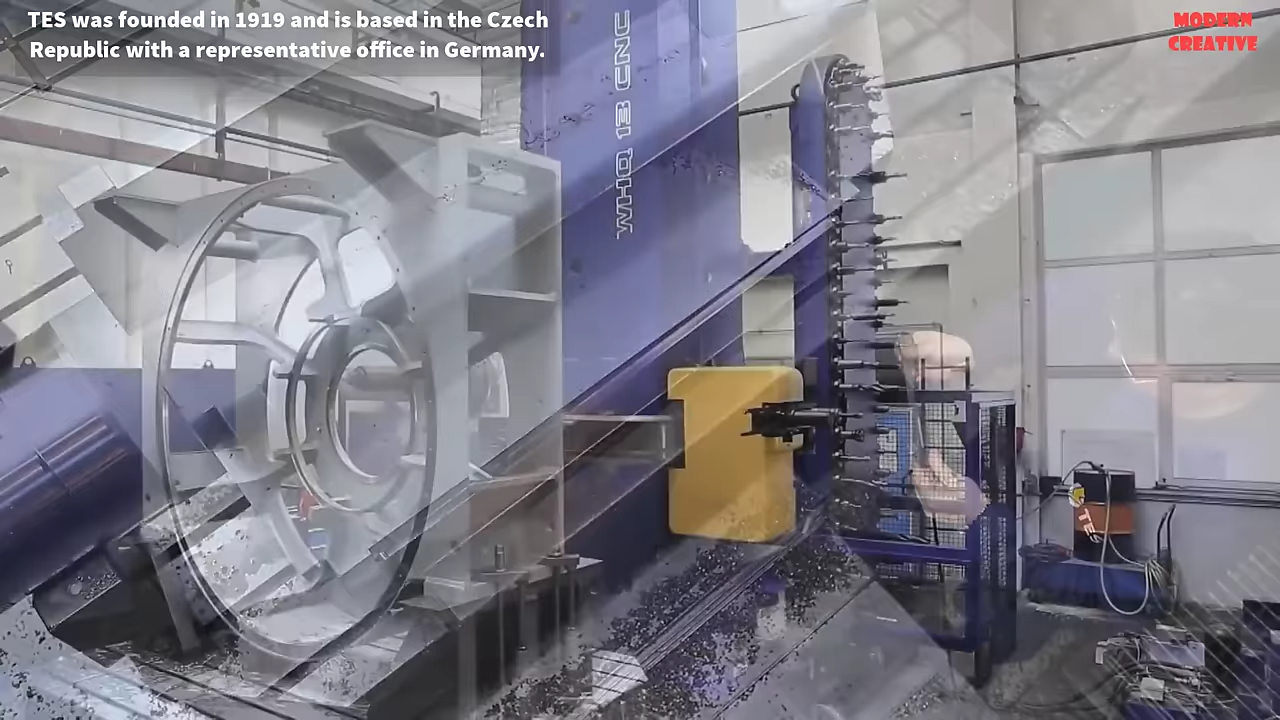 TES was founded in 1919 and is based in the Czech
Republic with a representative office in Germany.
MODERN
CREATIVE
WHQ 13 CNC